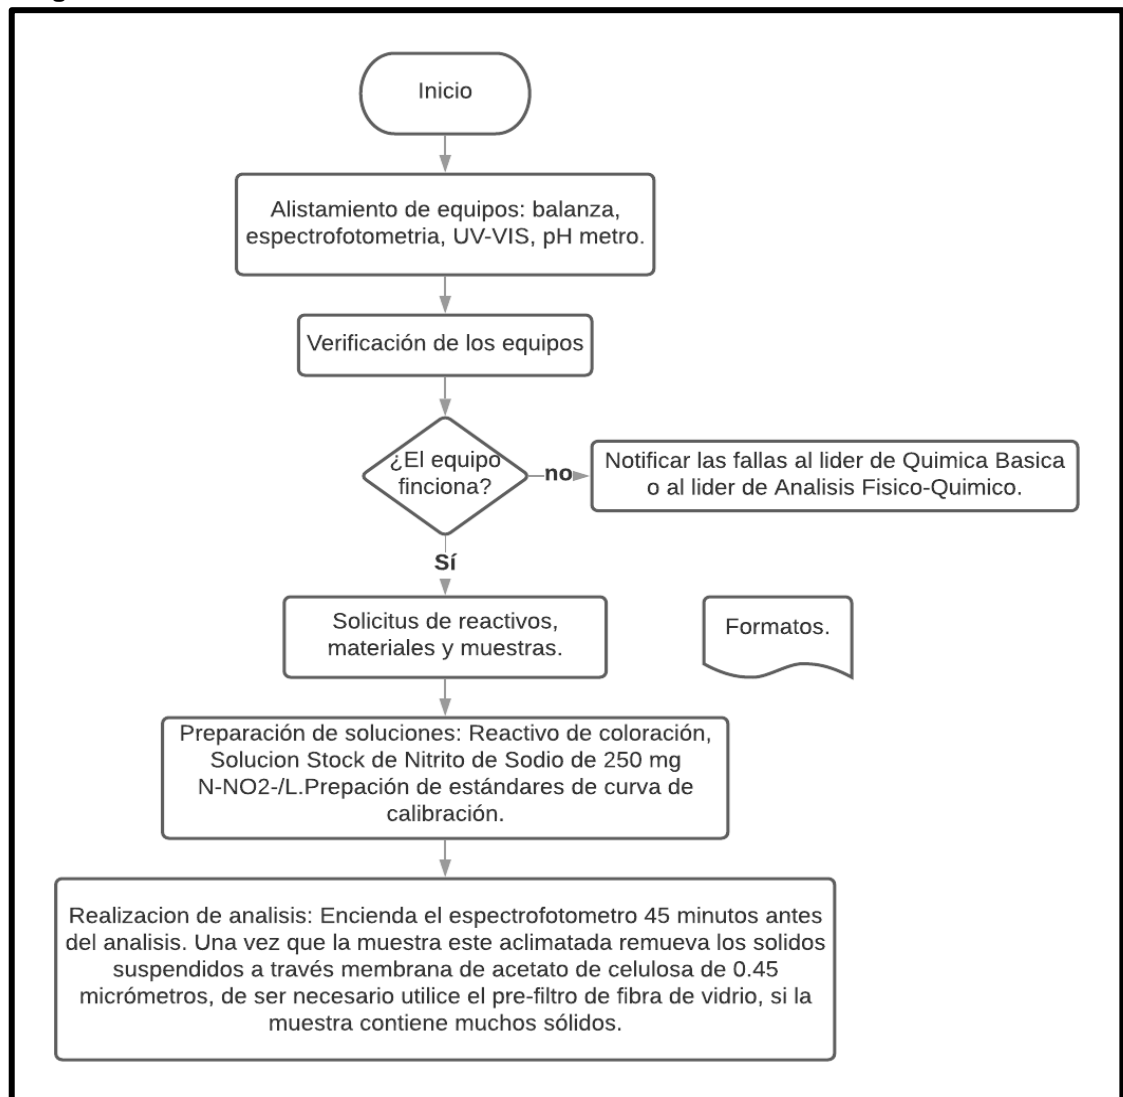 Inicio
Alistamiento de equipos: balanza,
espectrofotometria, UV-VIS, pH metro.
Verificación de los equipos
¿El equipo
finciona?
no
Notificar las fallas al lider de Quimica Basica
o al lider de Analisis Fisico-Quimico.
Sí
Solicitus de reactivos,
materiales y muestras.
Formatos.
Preparación de soluciones: Reactivo de coloración,
Solucion Stock de Nitrito de Sodio de 250 mg
N-NO2-/L.Prepación de estándares de curva de
calibración.
Realizacion de analisis: Encienda el espectrofotometro 45 minutos antes
del analisis. Una vez que la muestra este aclimatada remueva los solidos
suspendidos a través membrana de acetato de celulosa de 0.45
micrómetros, de ser necesario utilice el pre-filtro de fibra de vidrio, si la
muestra contiene muchos sólidos.